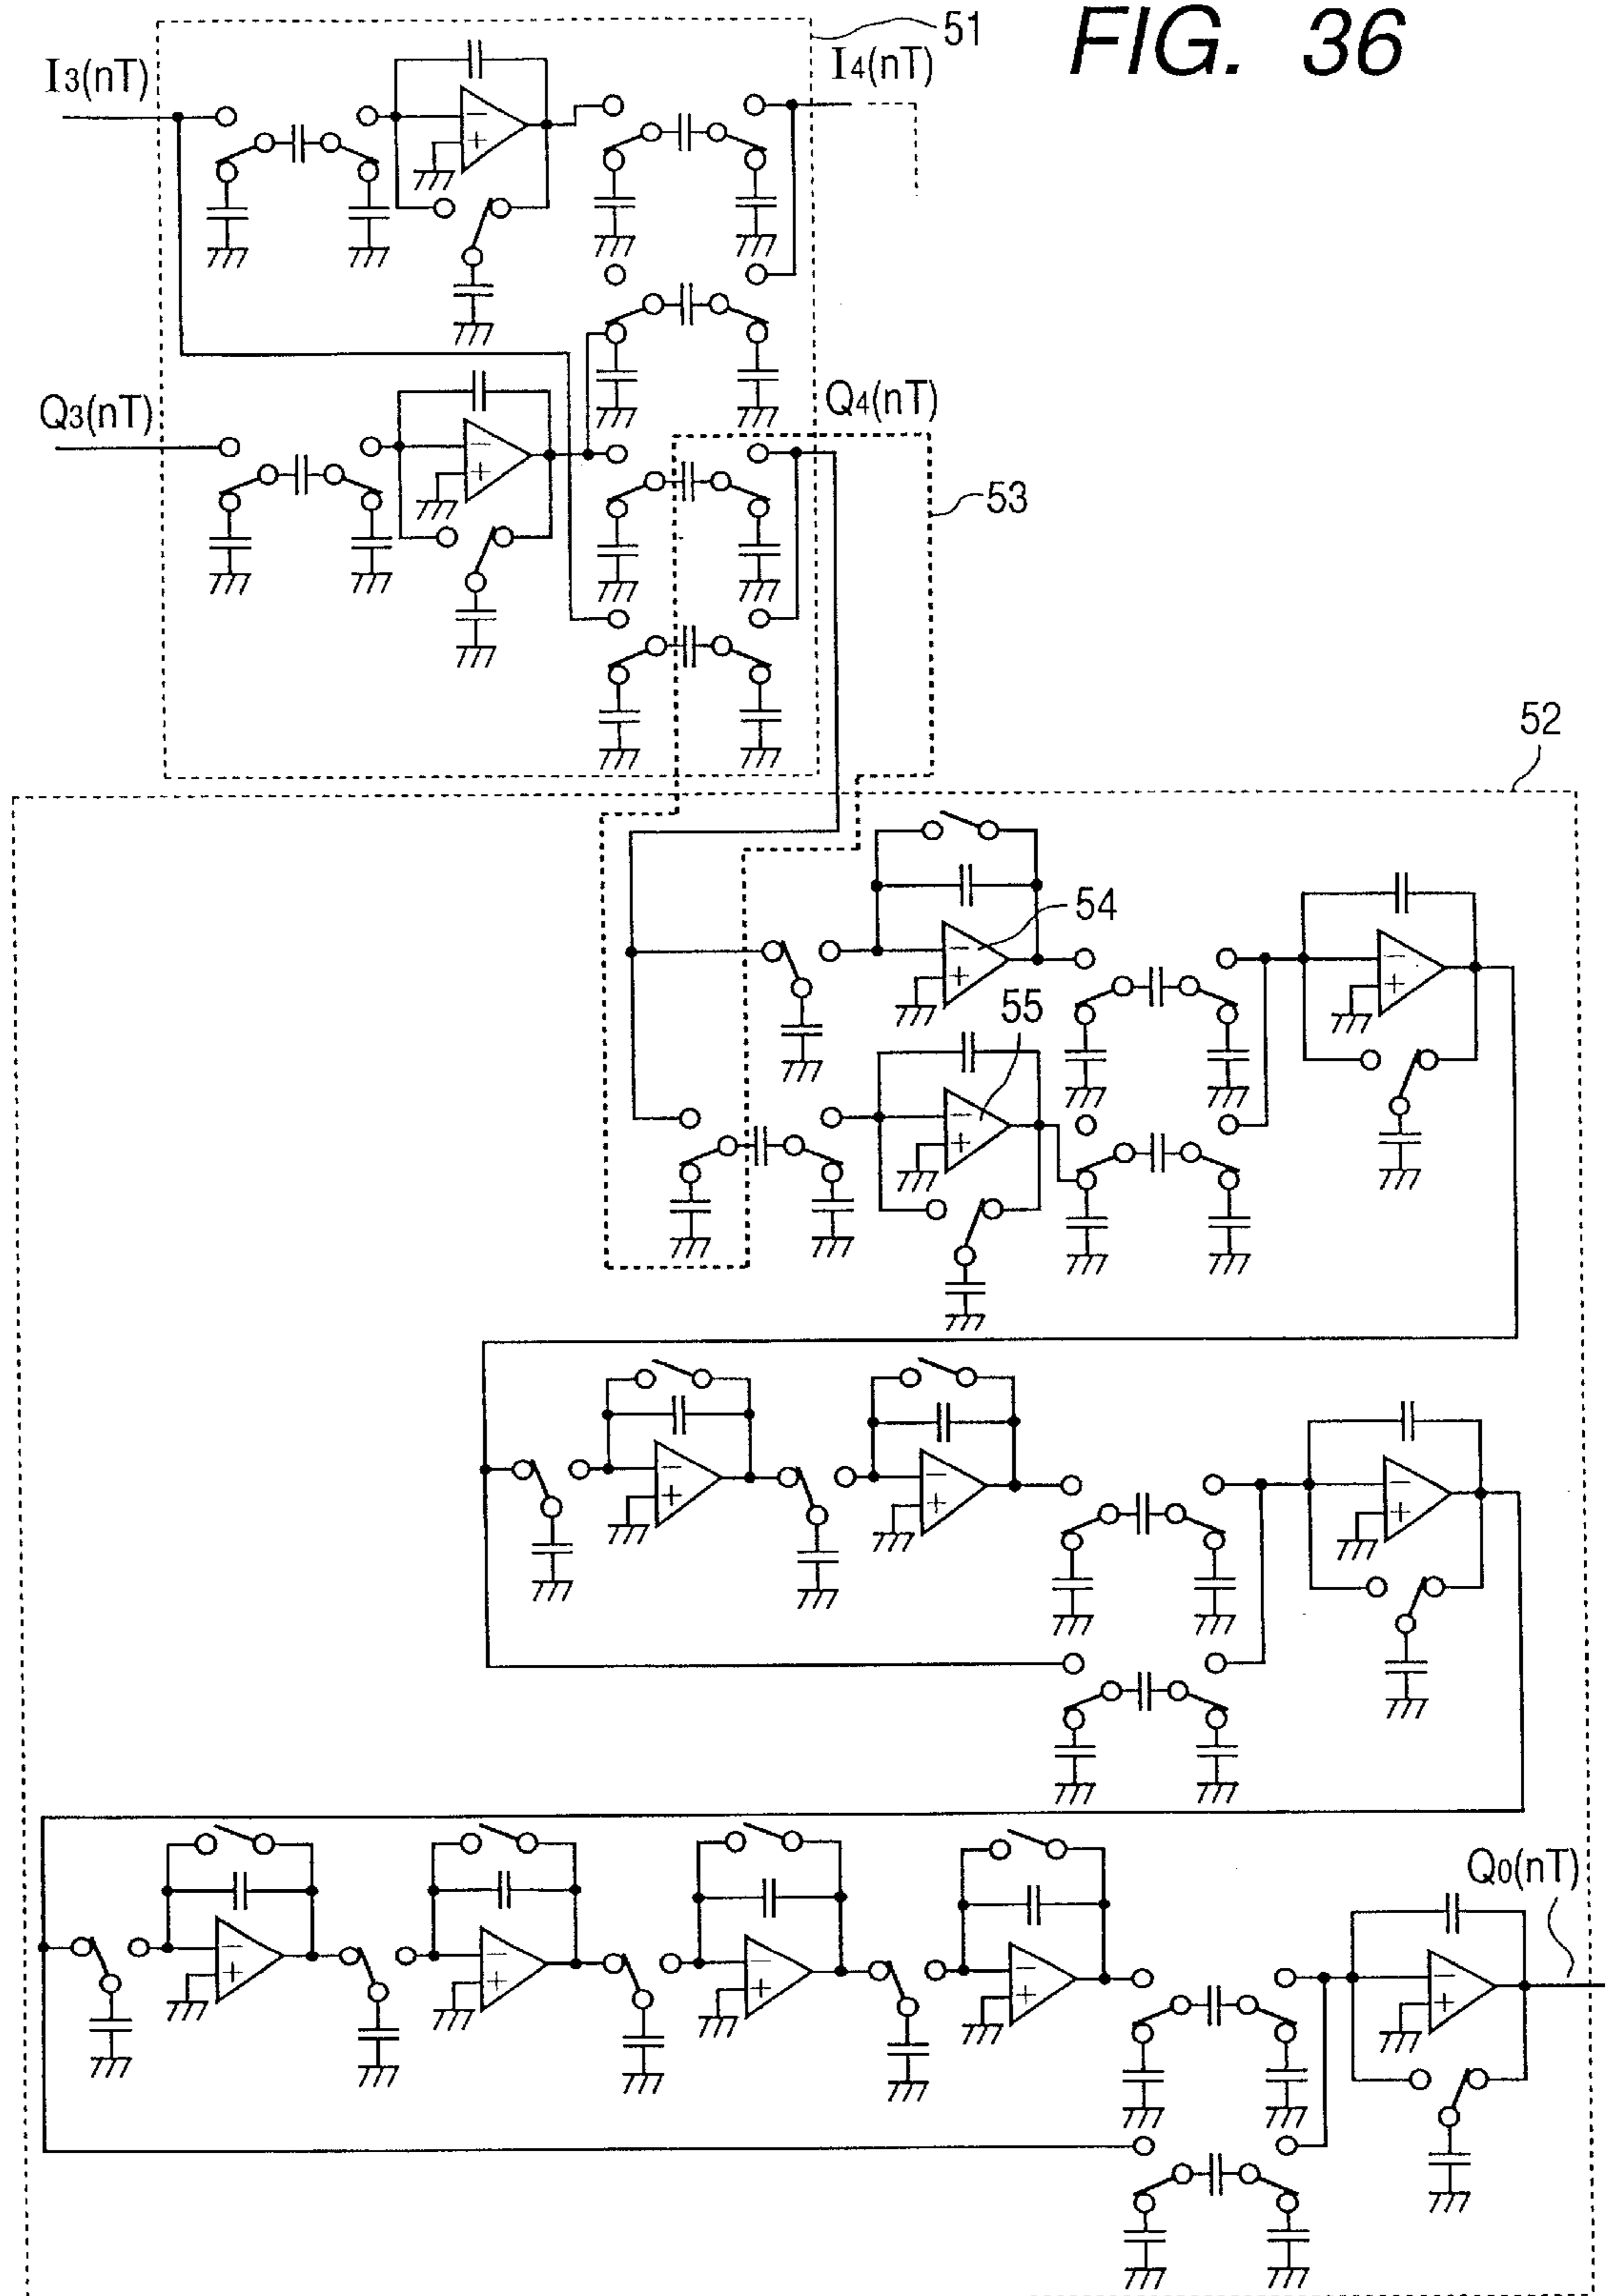 FIG. 36
51
I3(nT)
I4(nT)
Q3(nT)
Q4(nT)
53
52
54
55
Q0(nT)